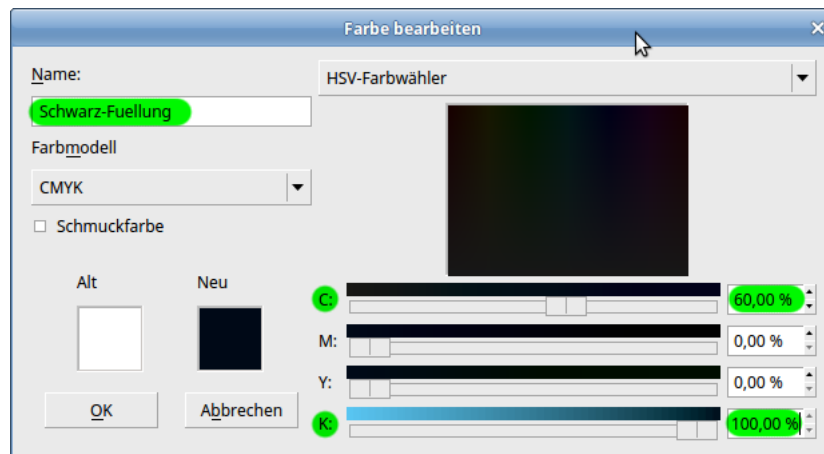 Farbe bearbeiten
Name:
HSV-Farbwähler
Schwarz-Fuellung
Farbmodell
CMYK
Schmuckfarbe
Alt
Neu
C:
60,00 %
M:
0,00 %
Y:
0,00 %
OK
Abbrechen
K:
100,00 %